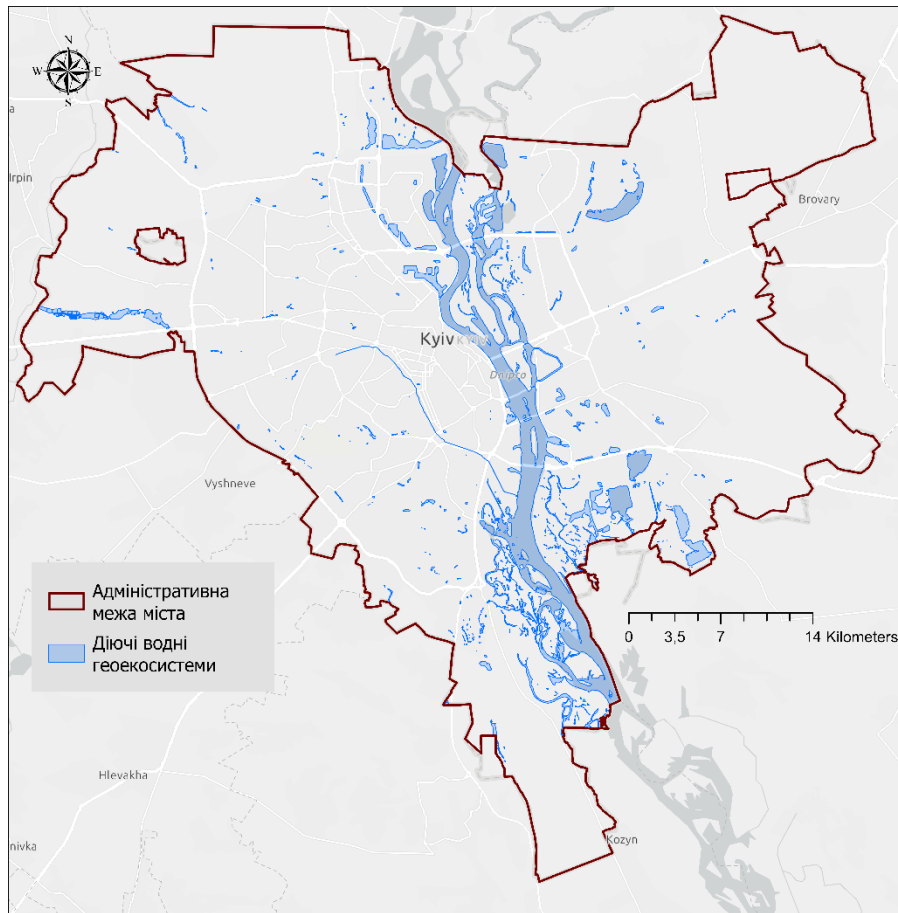 N
W E
S
Irpin
Brovary
Kyiv
Dnipro
Vyshneve
Адміністративна
межа міста
Діючі водні
геоекосистеми
0 3,5 7 14 Kilometers
Hlevakha
nivka
Kozyn